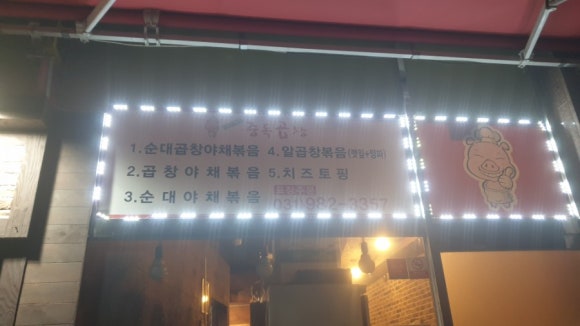 1.순대곱창야채볶음 4.알곱창볶음
2.곱창야채볶음 5.치즈토핑
3.순대야채볶음
031)982-3357